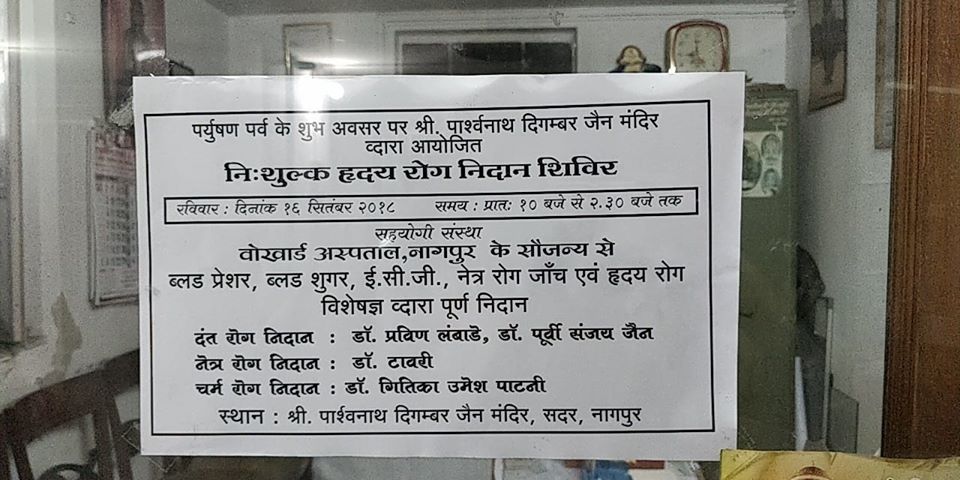 पर्युषण पर्व के शुभ अवसर पर श्री. पार्श्वनाथ दिगम्बर जैन मंदिर
व्दारा आयोजित
निःशुल्क हृदय रोग निदान शिविर
रविवार : दिनांक १६ सितंबर २०१८ समय : प्रातः १० बजे से २.३० बजे तक
सहयोगी संस्था
वोखार्ड अस्पताल,नागपुर के सौजन्य से
ब्लड प्रेशर, ब्लड शुगर, ई.सी.जी., नेत्र रोग जाँच एवं हृदय रोग
विशेषज्ञ व्दारा पूर्ण निदान
दंत रोग निदान : डॉ. प्रविण लंबाडे, डॉ. पूर्वी संजय जैन
नेत्र रोग निदान : डॉ. टावरी
चर्म रोग निदान : डॉ. गितिका उमेश पाटनी
स्थान : श्री. पार्श्वनाथ दिगम्बर जैन मंदिर, सदर, नागपुर